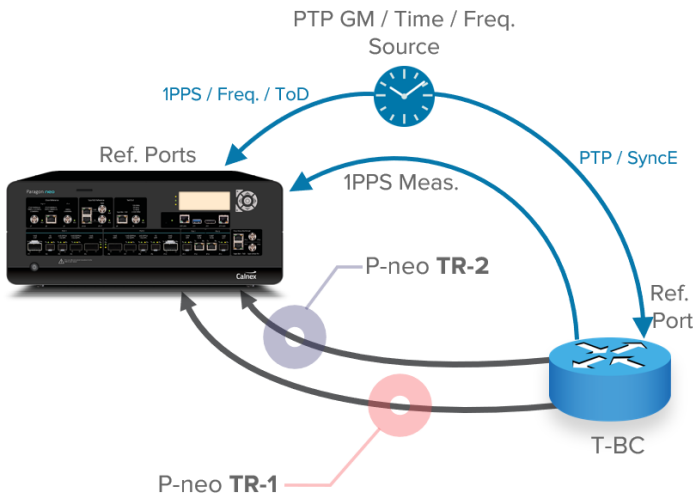 PTP GM / Time / Freq.
Source
1PPS / Freq. / ToD
Ref. Ports
PTP / SyncE
1PPS Meas.
Paragon neo
P-neo TR-2
Calnex
Ref.
Port
T-BC
P-neo TR-1